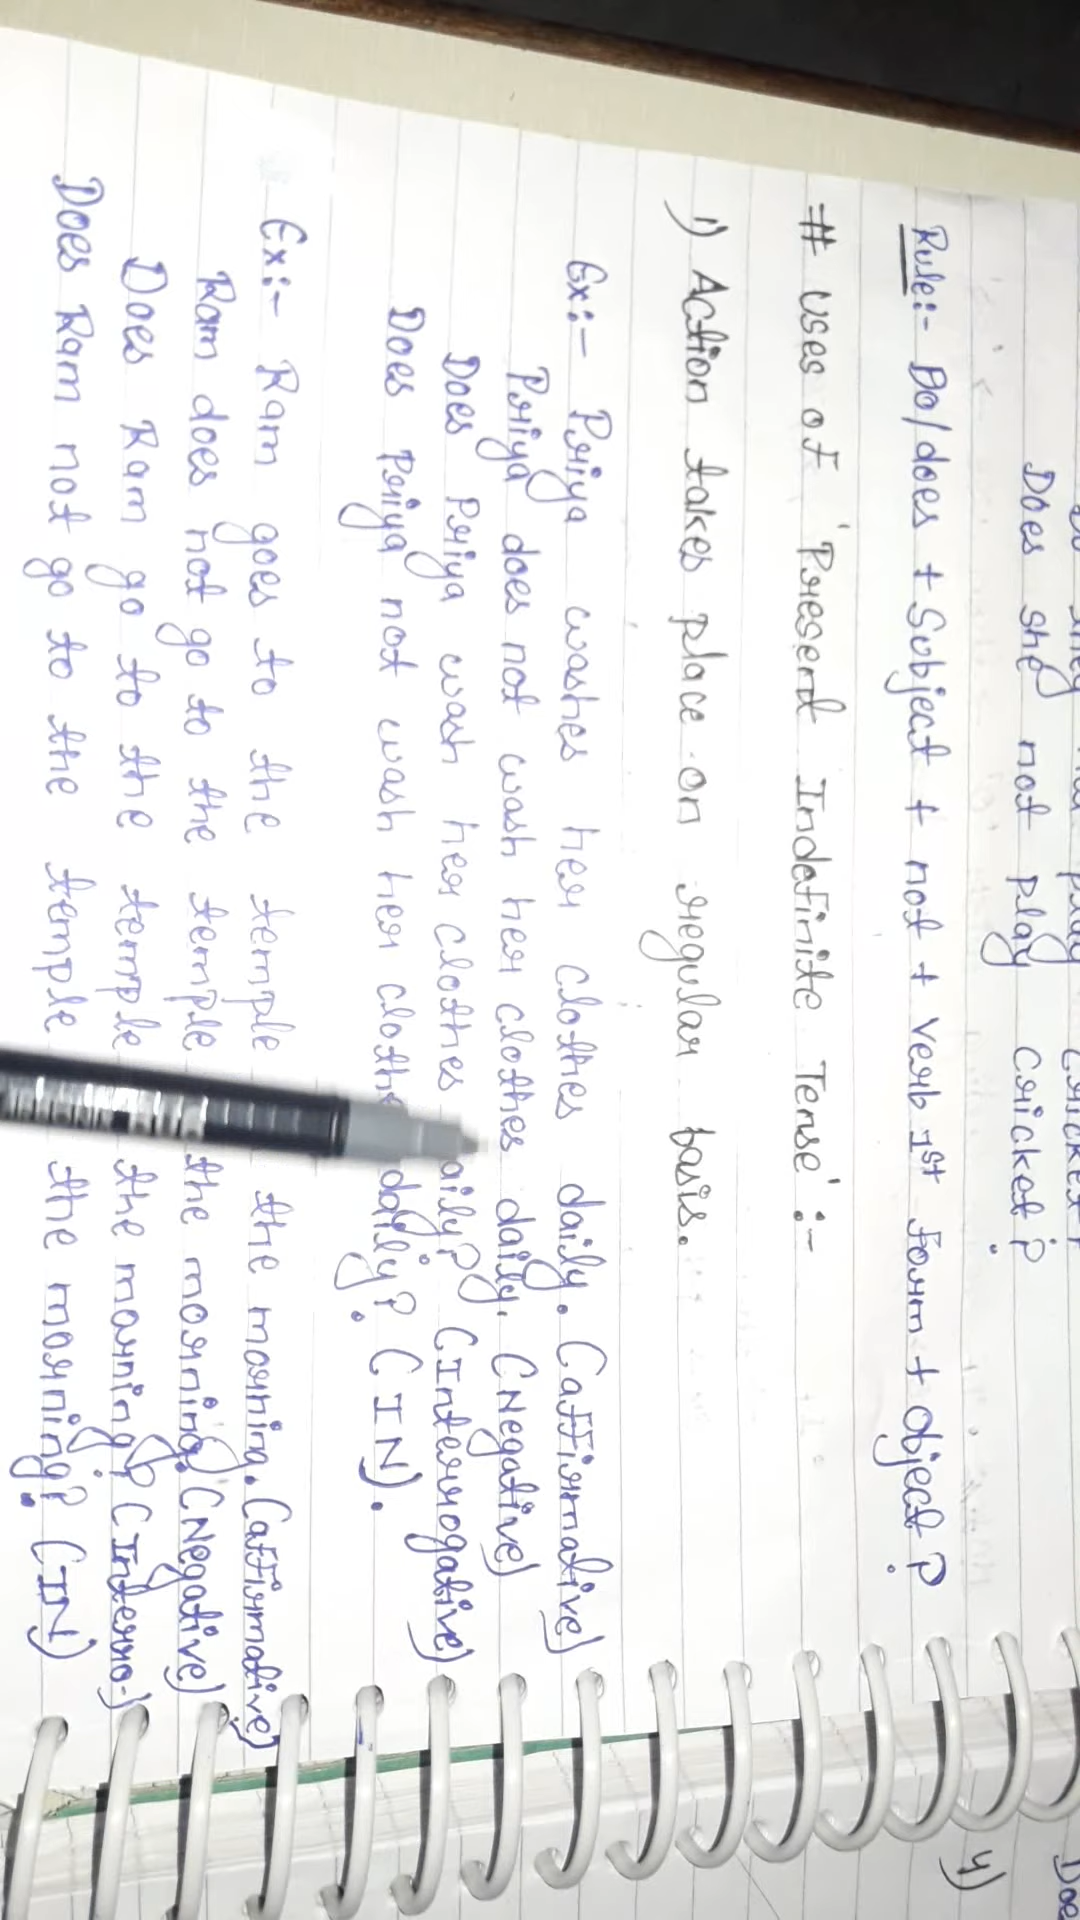 Does she not play cricket?
Rule:- Do/does + Subject + not + verb 1st form + object?
# Uses of 'Present Indefinite Tense' :-
1) Action takes place on regular basis.
Ex:- Priya washes her clothes daily. (affirmative)
Priya does not wash her clothes daily. (Negative)
Does Priya wash her clothes daily? (Interrogative)
Does Priya not wash her clothes daily? (IN).
Ex:- Ram goes to the temple the morning. (affirmative)
Ram does not go to the temple the morning. (Negative)
Does Ram go to the temple the morning? (Interro-)
Does Ram not go to the temple the morning? (IN)
4)